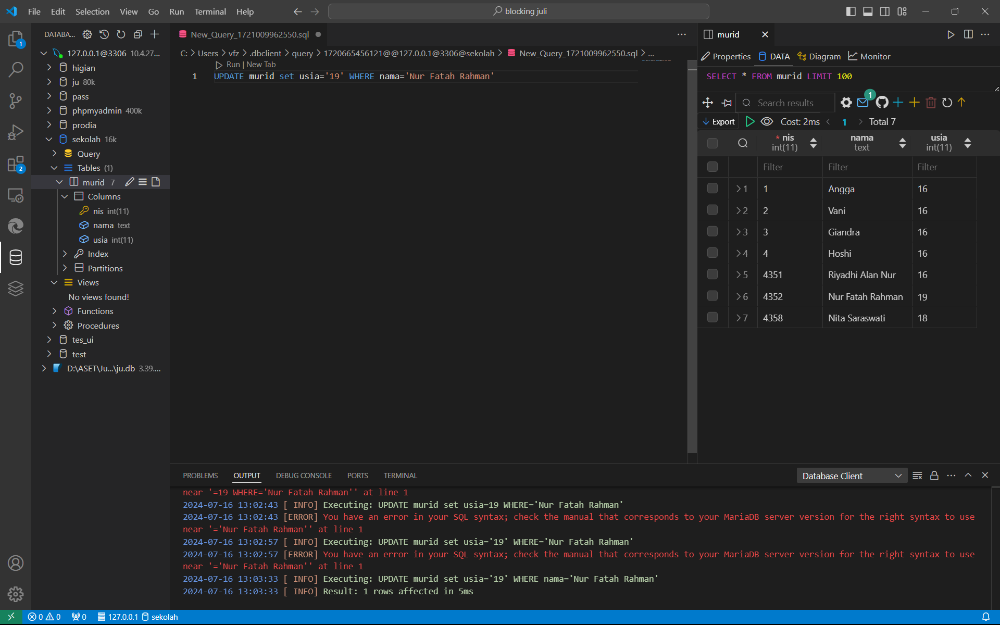 File Edit Selection View Go Run Terminal Help
blocking juli
1
2
DATABA...
127.0.0.1@3306 10.4.27...
higian
ju 80k
pass
phpmyadmin 400k
prodia
sekolah 16k
Query
Tables (1)
murid 7
Columns
nis int(11)
nama text
usia int(11)
Index
Partitions
Views
No views found!
Functions
Procedures
tes_ui
test
D:\ASET\Ju...\ju.db 3.39....
New_Query_1721009962550.sql
C: > Users > vfz > .dbclient > query > 1720665456121@@127.0.0.1@3306@sekolah > New_Query_1721009962550.sql > ...
Run | New Tab
1 UPDATE murid set usia='19' WHERE nama='Nur Fatah Rahman'
murid
Properties DATA Diagram Monitor
SELECT * FROM murid LIMIT 100
Search results 1
Export Cost: 2ms < 1 > Total 7
* nis nama usia
int(11) text int(11)
Filter Filter Filter
1 1 Angga 16
2 2 Vani 16
3 3 Giandra 16
4 4 Hoshi 16
5 4351 Riyadhi Alan Nur 16
6 4352 Nur Fatah Rahman 19
7 4358 Nita Saraswati 18
PROBLEMS OUTPUT DEBUG CONSOLE PORTS TERMINAL Database Client
near '=19 WHERE='Nur Fatah Rahman'' at line 1
2024-07-16 13:02:43 [ INFO] Executing: UPDATE murid set usia=19 WHERE='Nur Fatah Rahman'
2024-07-16 13:02:43 [ERROR] You have an error in your SQL syntax; check the manual that corresponds to your MariaDB server version for the right syntax to use
near '='Nur Fatah Rahman'' at line 1
2024-07-16 13:02:57 [ INFO] Executing: UPDATE murid set usia='19' WHERE='Nur Fatah Rahman'
2024-07-16 13:02:57 [ERROR] You have an error in your SQL syntax; check the manual that corresponds to your MariaDB server version for the right syntax to use
near '='Nur Fatah Rahman'' at line 1
2024-07-16 13:03:33 [ INFO] Executing: UPDATE murid set usia='19' WHERE nama='Nur Fatah Rahman'
2024-07-16 13:03:33 [ INFO] Result: 1 rows affected in 5ms
0 0 0 127.0.0.1 sekolah